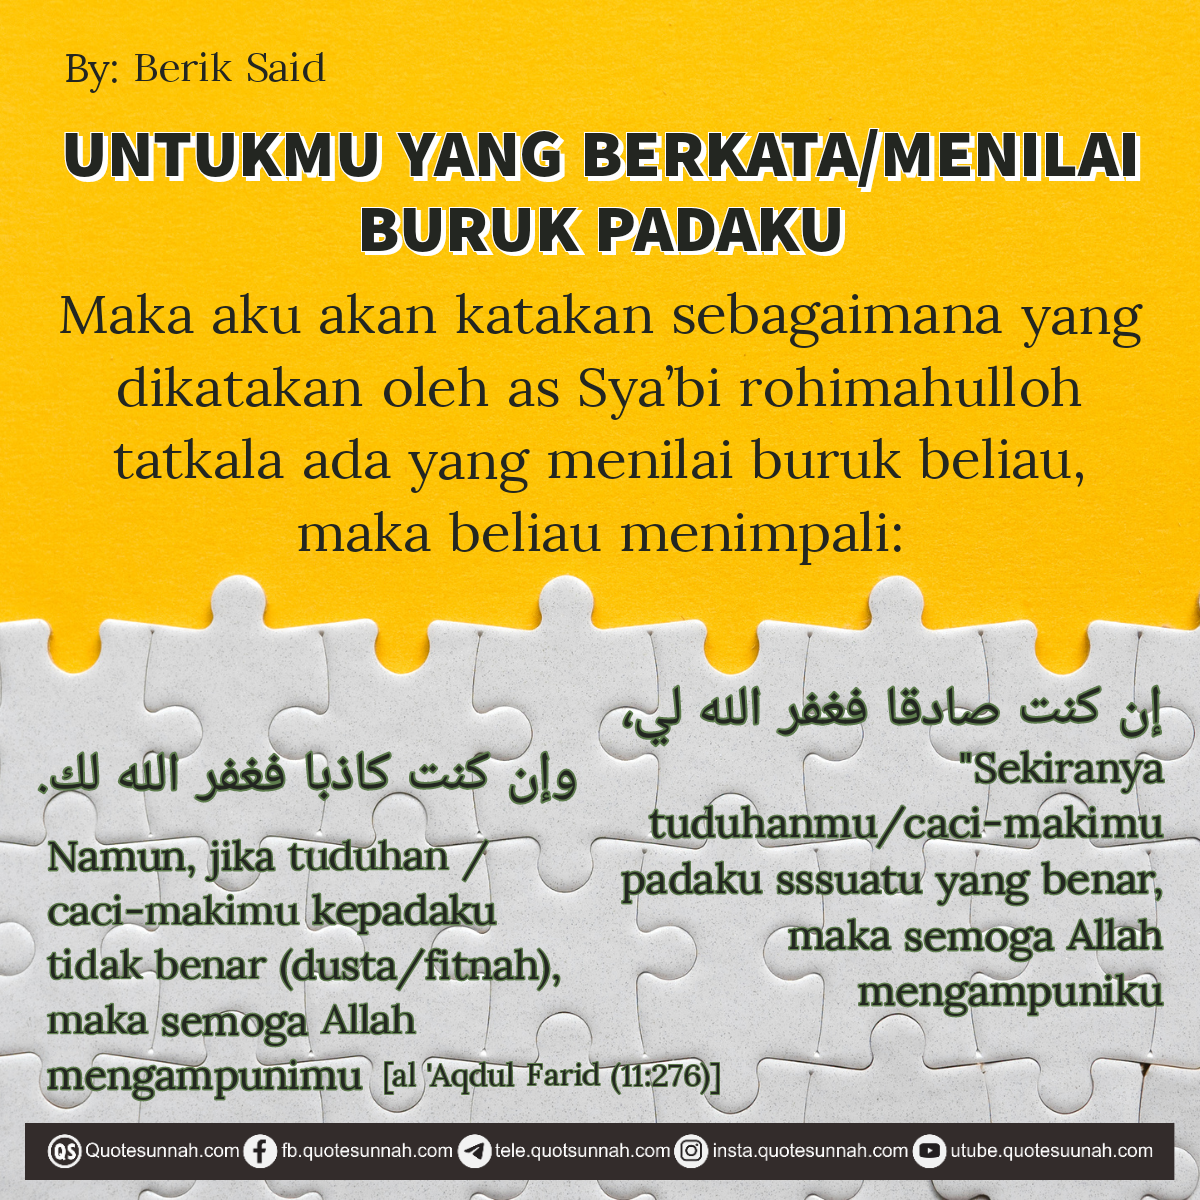 By: Berik Said
UNTUKMU YANG BERKATA/MENILAI
BURUK PADAKU
Maka aku akan katakan sebagaimana yang
dikatakan oleh as Sya’bi rohimahulloh
tatkala ada yang menilai buruk beliau,
maka beliau menimpali:
إن كنت صادقا فغفر الله لي،
"Sekiranya
tuduhanmu/caci-makimu
padaku sssuatu yang benar,
maka semoga Allah
mengampuniku
وإن كنت كاذبا فغفر الله لك.
Namun, jika tuduhan /
caci-makimu kepadaku
tidak benar (dusta/fitnah),
maka semoga Allah
mengampunimu [al 'Aqdul Farid (11:276)]
QS Quotesunnah.com fb.quotesunnah.com tele.quotsunnah.com insta.quotesunnah.com utube.quotesuunah.com